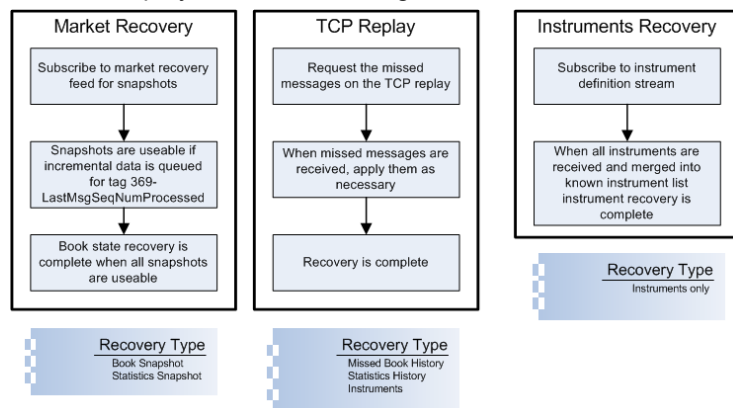 Market Recovery
Subscribe to market recovery
feed for snapshots
Snapshots are useable if
incremental data is queued
for tag 369-
LastMsgSeqNumProcessed
Book state recovery is
complete when all snapshots
are useable
Recovery Type
Book Snapshot
Statistics Snapshot
TCP Replay
Request the missed
messages on the TCP replay
When missed messages are
received, apply them as
necessary
Recovery is complete
Recovery Type
Missed Book History
Statistics History
Instruments
Instruments Recovery
Subscribe to instrument
definition stream
When all instruments are
received and merged into
known instrument list
instrument recovery is
complete
Recovery Type
Instruments only